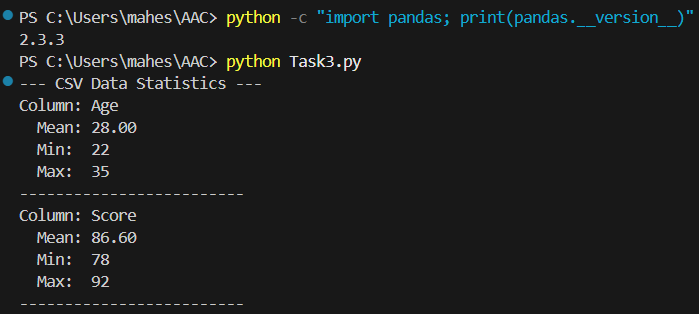 PS C:\Users\mahes\AAC> python -c "import pandas; print(pandas.__version__)"
2.3.3
PS C:\Users\mahes\AAC> python Task3.py
--- CSV Data Statistics ---
Column: Age
  Mean: 28.00
  Min:  22
  Max:  35
-------------------------
Column: Score
  Mean: 86.60
  Min:  78
  Max:  92
-------------------------